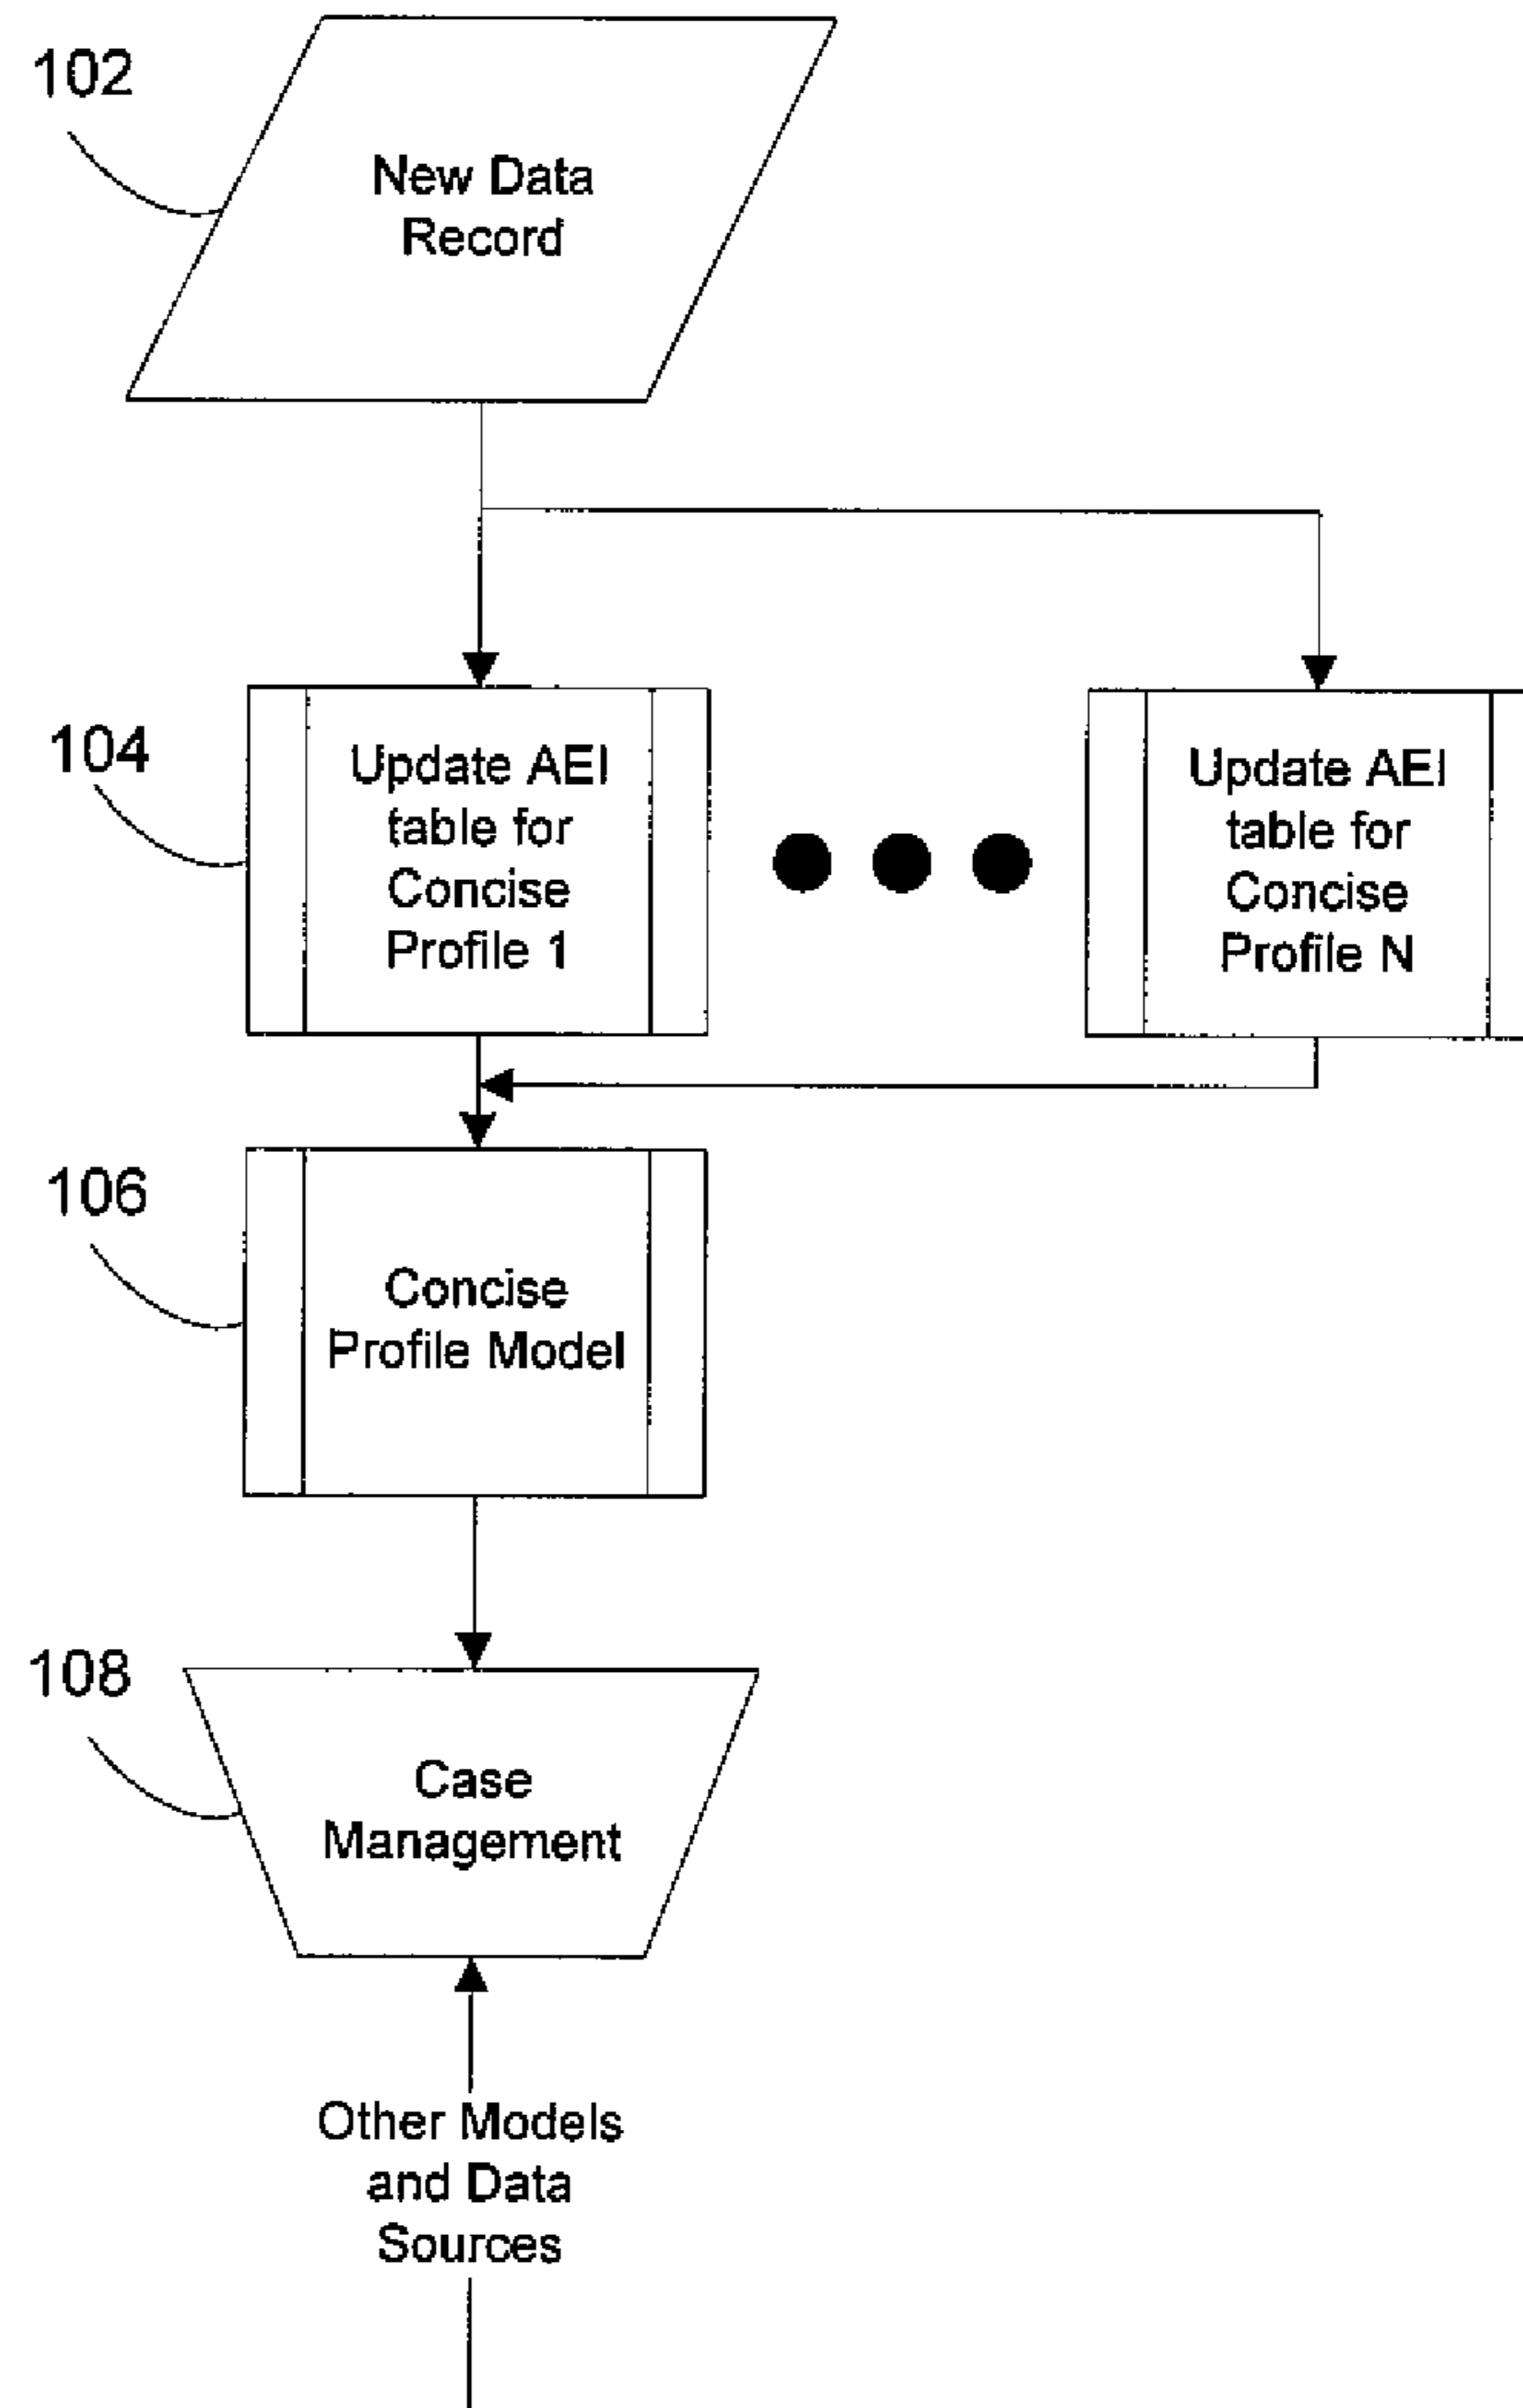 102
New Data
Record
104
Update AEI
table for
Concise
Profile 1
Update AEI
table for
Concise
Profile N
106
Concise
Profile Model
108
Case
Management
Other Models
and Data
Sources